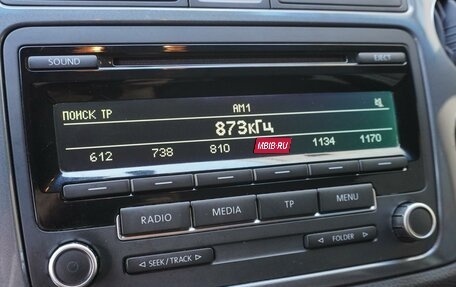 SOUND
EJECT
ПОИСК TP
AM1
873кГц
612 738 810 1134 1170
MBIB.RU
RADIO
MEDIA
TP
MENU
◁ SEEK / TRACK ▷
◁ FOLDER ▷